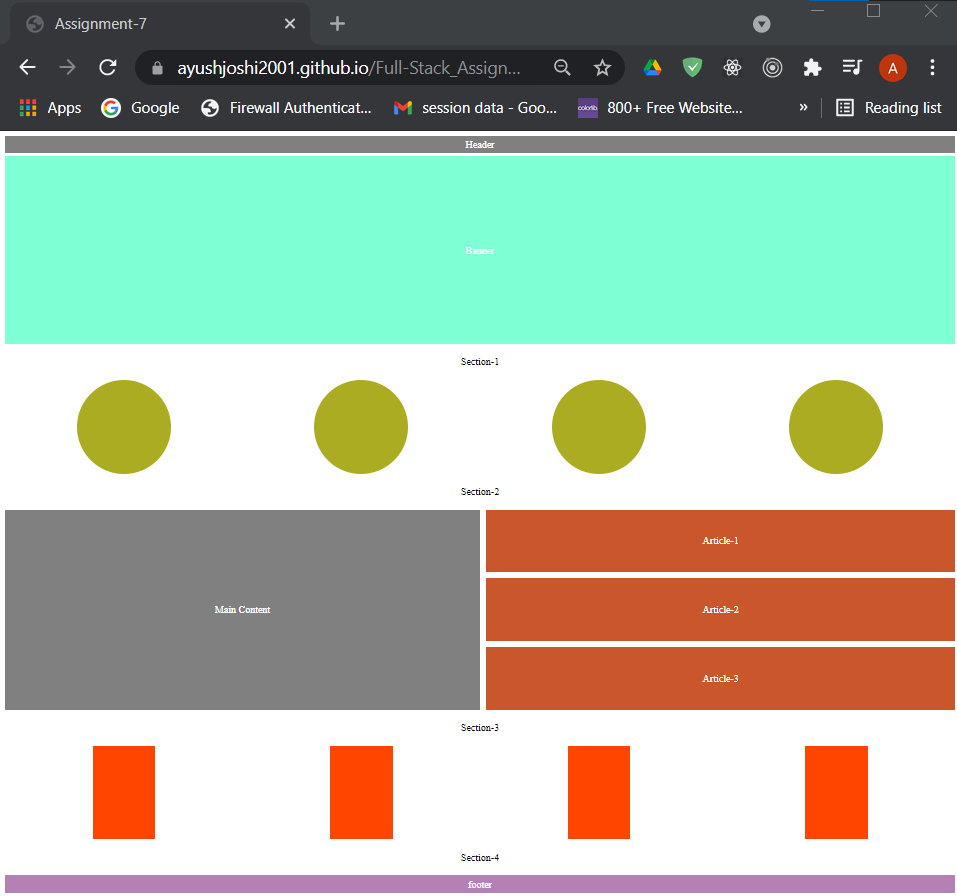 Assignment-7
ayushjoshi2001.github.io/Full-Stack_Assign...
A
Apps
Google
Firewall Authenticat...
session data - Goo...
colorlib
800+ Free Website...
»
Reading list
Header
Banner
Section-1
Section-2
Main Content
Article-1
Article-2
Article-3
Section-3
Section-4
footer